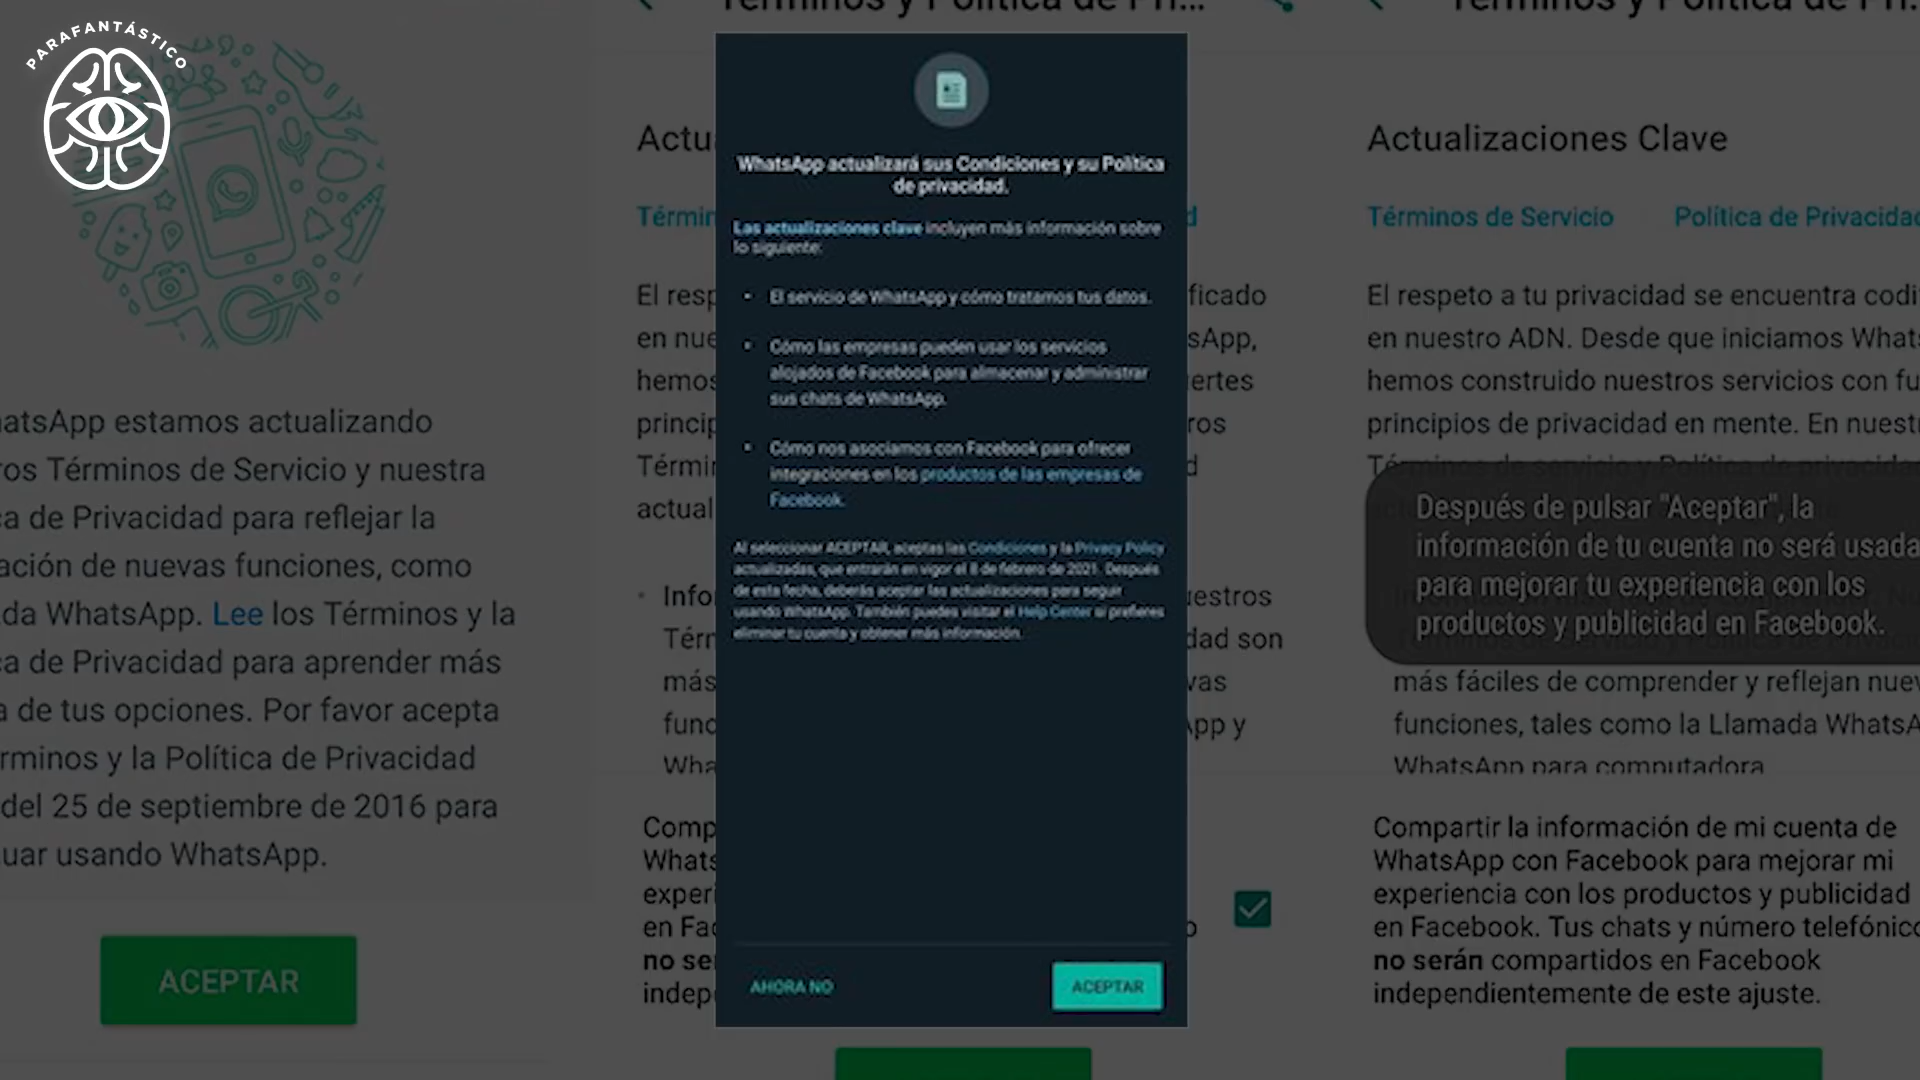 PARAFANTÁSTICO
WhatsApp actualizará sus Condiciones y su Política
de privacidad.
Las actualizaciones clave incluyen más información sobre
lo siguiente:
• El servicio de WhatsApp y cómo tratamos tus datos.
• Cómo las empresas pueden usar los servicios
alojados de Facebook para almacenar y administrar
sus chats de WhatsApp.
• Cómo nos asociamos con Facebook para ofrecer
integraciones en los productos de las empresas de
Facebook.
Al seleccionar ACEPTAR, aceptas las Condiciones y la Privacy Policy
actualizadas, que entrarán en vigor el 8 de febrero de 2021. Después
de esta fecha, deberás aceptar las actualizaciones para seguir
usando WhatsApp. También puedes visitar el Help Center si prefieres
eliminar tu cuenta y obtener más información.
AHORA NO
ACEPTAR
atsApp estamos actualizando
ros Términos de Servicio y nuestra
ca de Privacidad para reflejar la
ación de nuevas funciones, como
da WhatsApp. Lee los Términos y la
ca de Privacidad para aprender más
a de tus opciones. Por favor acepta
rminos y la Política de Privacidad
del 25 de septiembre de 2016 para
uar usando WhatsApp.
ACEPTAR
Términos y Política de Pri...
Actu
Términ
d
El resp
ficado
en nue
sApp,
hemos
ertes
princip
ros
Térmi
d
actual
• Info
estros
Térr
dad son
más
vas
func
pp y
Wha
Comp
Whats
experi
en Fac
o
no se
indep
Términos y Política de Pri.
Actualizaciones Clave
Términos de Servicio Política de Privacidad
El respeto a tu privacidad se encuentra codi
en nuestro ADN. Desde que iniciamos Whats
hemos construido nuestros servicios con fu
principios de privacidad en mente. En nuest
Términos de servicio y Política de privacida
Después de pulsar "Aceptar", la
información de tu cuenta no será usada
para mejorar tu experiencia con los
productos y publicidad en Facebook.
más fáciles de comprender y reflejan nuev
funciones, tales como la Llamada WhatsA
WhatsApp para computadora
Compartir la información de mi cuenta de
WhatsApp con Facebook para mejorar mi
experiencia con los productos y publicidad
en Facebook. Tus chats y número telefónico
no serán compartidos en Facebook
independientemente de este ajuste.